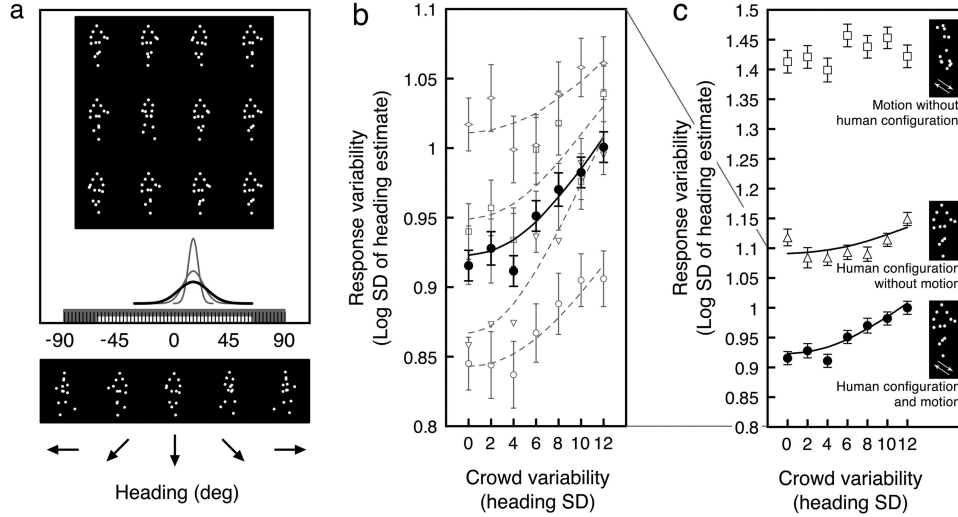 a
-90 -45 0 45 90
Heading (deg)
b
Response variability
(Log SD of heading estimate)
1.1
1.05
1
0.95
0.9
0.85
0.8
0 2 4 6 8 10 12
Crowd variability
(heading SD)
c
Response variability
(Log SD of heading estimate)
1.5
1.45
1.4
1.35
1.3
1.25
1.2
1.15
1.1
1.05
1
0.95
0.9
0.85
0.8
Motion without
human configuration
Human configuration
without motion
Human configuration
and motion
0 2 4 6 8 10 12
Crowd variability
(heading SD)